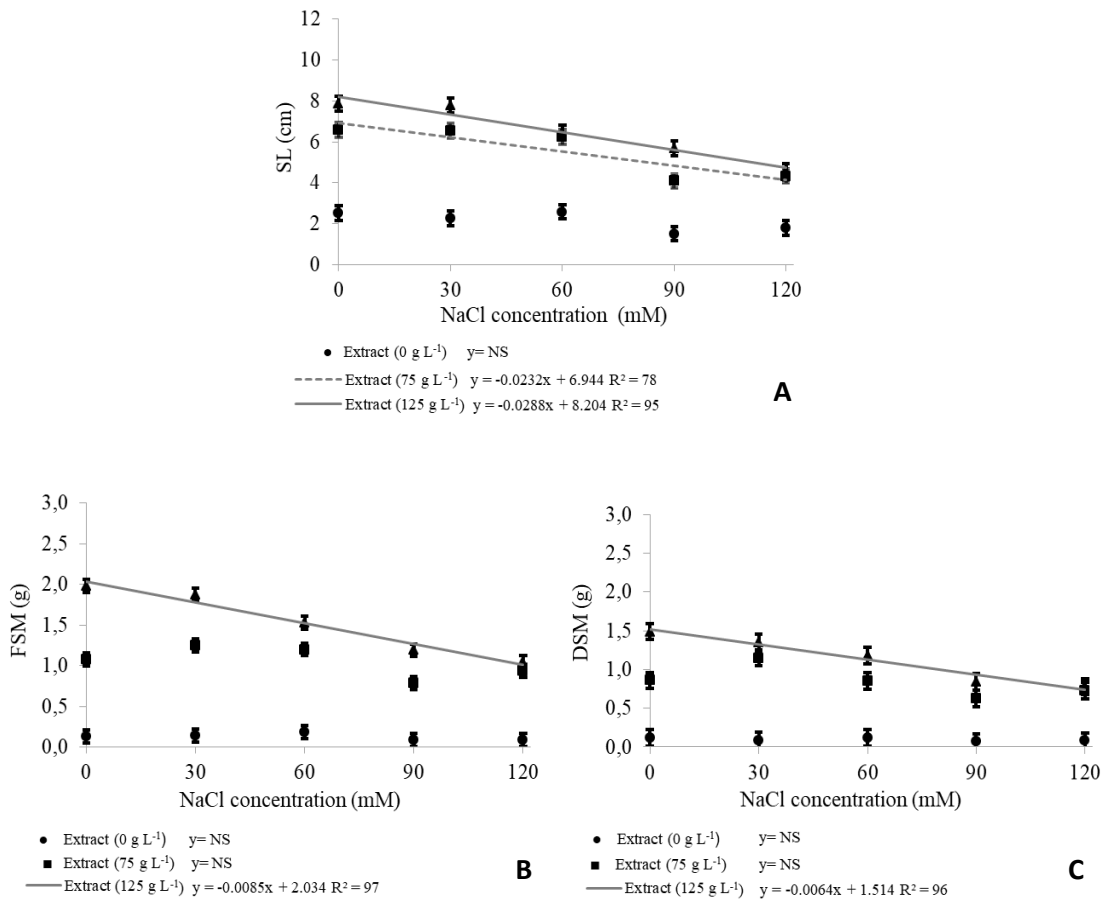 12
10
8
6
4
2
0
SL (cm)
0 30 60 90 120
NaCl concentration (mM)
Extract (0 g L⁻¹) y= NS
Extract (75 g L⁻¹) y = -0.0232x + 6.944 R² = 78
Extract (125 g L⁻¹) y = -0.0288x + 8.204 R² = 95
A
3,0
2,5
2,0
1,5
1,0
0,5
0,0
FSM (g)
0 30 60 90 120
NaCl concentration (mM)
Extract (0 g L⁻¹) y= NS
Extract (75 g L⁻¹) y= NS
Extract (125 g L⁻¹) y = -0.0085x + 2.034 R² = 97
B
3,0
2,5
2,0
1,5
1,0
0,5
0,0
DSM (g)
0 30 60 90 120
NaCl concentration (mM)
Extract (0 g L⁻¹) y= NS
Extract (75 g L⁻¹) y= NS
Extract (125 g L⁻¹) y = -0.0064x + 1.514 R² = 96
C